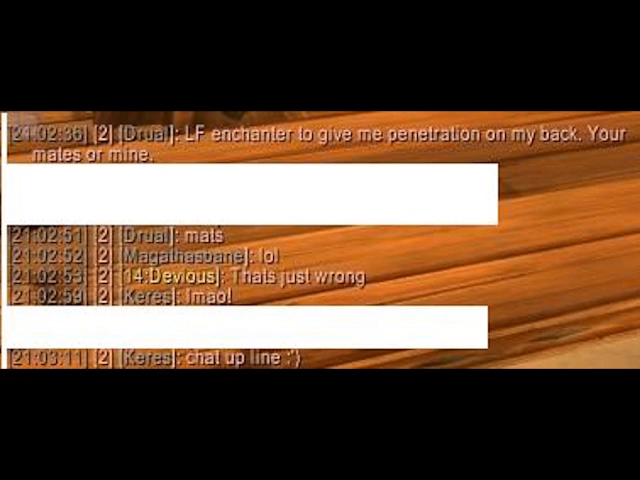 [21:02:36] [2] [Drual]: LF enchanter to give me penetration on my back. Your
mates or mine.
[21:02:51] [2] [Drual]: mats
[21:02:52] [2] [Magathasbane]: lol
[21:02:53] [2] [14:Devious]: Thats just wrong
[21:02:59] [2] [Keres]: lmao!
[21:03:11] [2] [Keres]: chat up line :')